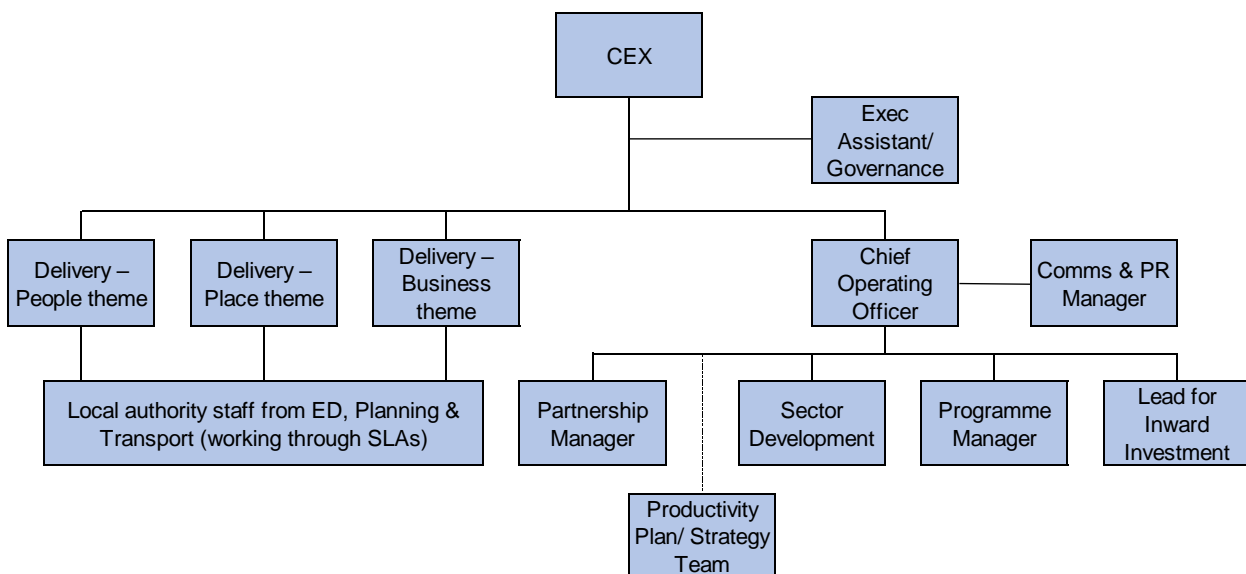 CEX
Exec
Assistant/
Governance
Delivery –
People theme
Delivery –
Place theme
Delivery –
Business
theme
Chief
Operating
Officer
Comms & PR
Manager
Local authority staff from ED, Planning &
Transport (working through SLAs)
Partnership
Manager
Sector
Development
Programme
Manager
Lead for
Inward
Investment
Productivity
Plan/ Strategy
Team